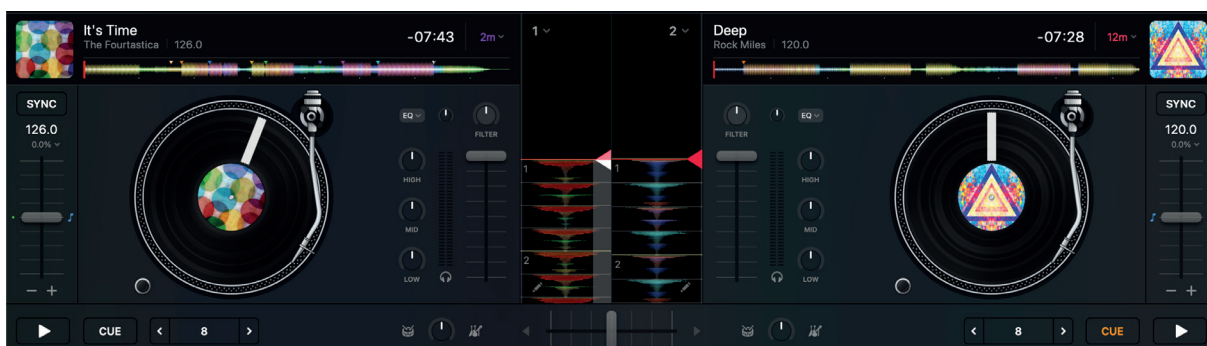 It's Time
The Fourtastica 126.0
-07:43
2m
1
2
Deep
Rock Miles 120.0
-07:28
12m
SYNC
126.0
0.0%
EQ
FILTER
HIGH
MID
LOW
1
2
1
2
FILTER
EQ
HIGH
MID
LOW
SYNC
120.0
0.0%
CUE
8
8
CUE